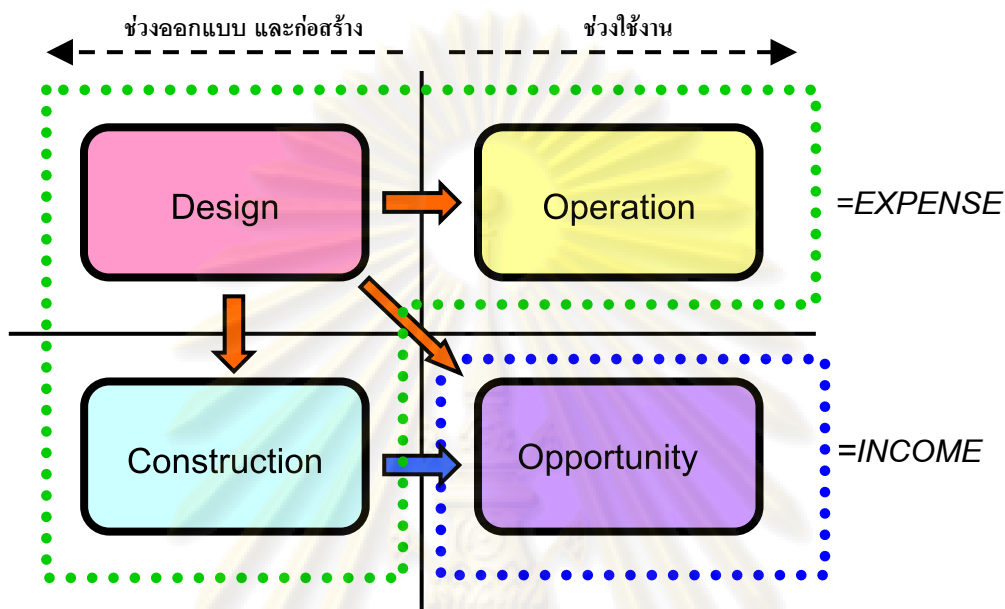 ช่วงออกแบบ และก่อสร้าง
ช่วงใช้งาน
Design
Operation
=EXPENSE
Construction
Opportunity
=INCOME